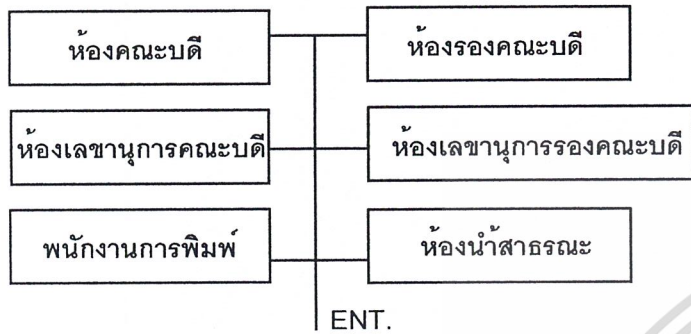 ห้องคณะบดี
ห้องรองคณะบดี
ห้องเลขานุการคณะบดี
ห้องเลขานุการรองคณะบดี
พนักงานการพิมพ์
ห้องน้ำสาธรณะ
ENT.